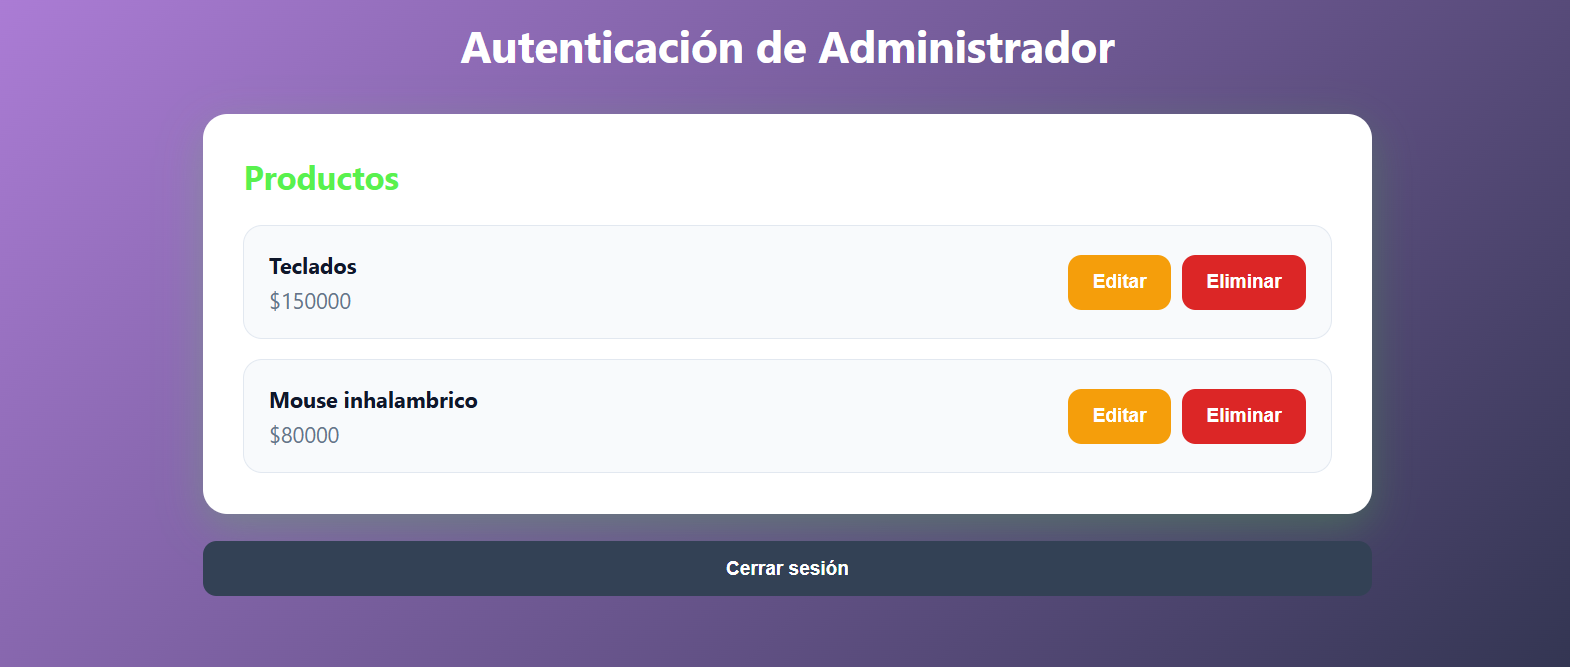 Autenticación de Administrador
Productos
Teclados
$150000
Editar
Eliminar
Mouse inhalambrico
$80000
Editar
Eliminar
Cerrar sesión